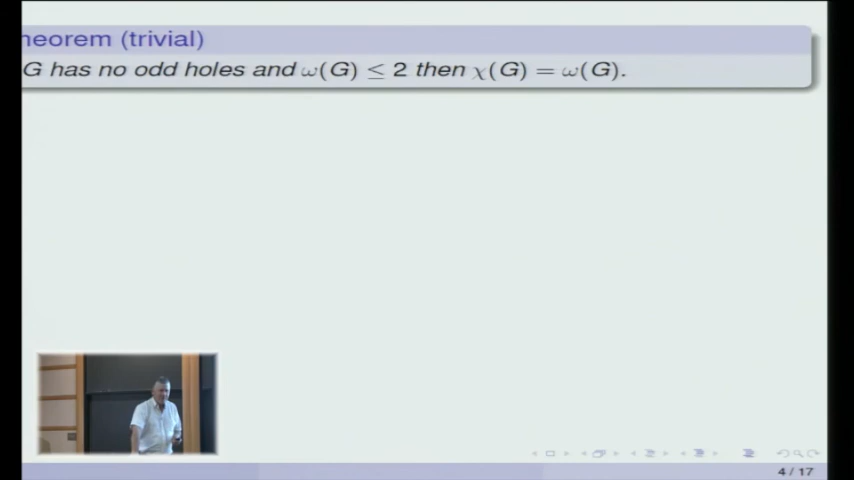 heorem (trivial)
G has no odd holes and ω(G) ≤ 2 then χ(G) = ω(G).
4 / 17